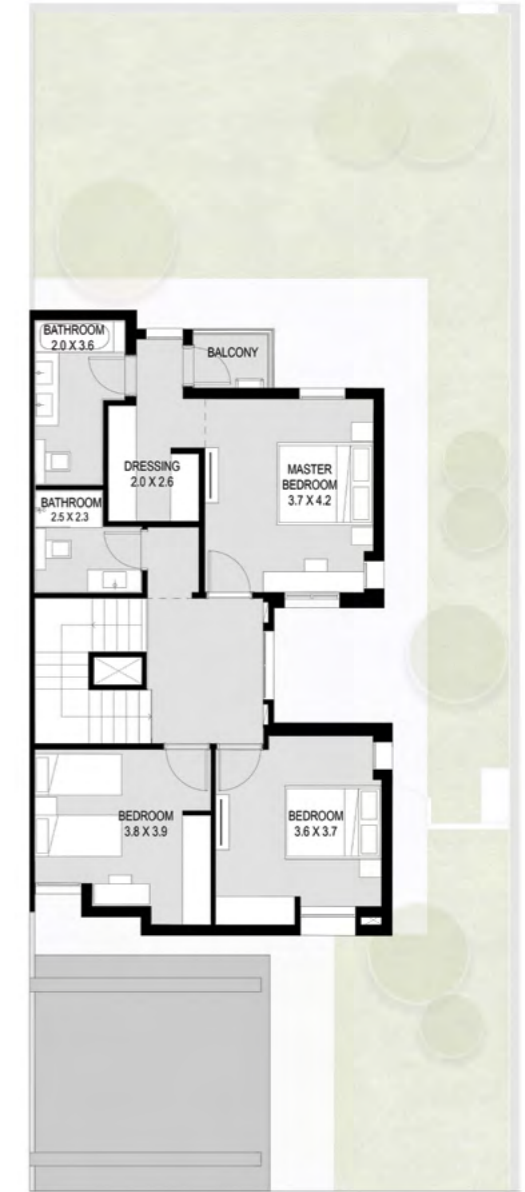 BATHROOM
2.0 X 3.6
BALCONY
DRESSING
2.0 X 2.6
MASTER
BEDROOM
3.7 X 4.2
BATHROOM
2.5 X 2.3
BEDROOM
3.8 X 3.9
BEDROOM
3.6 X 3.7